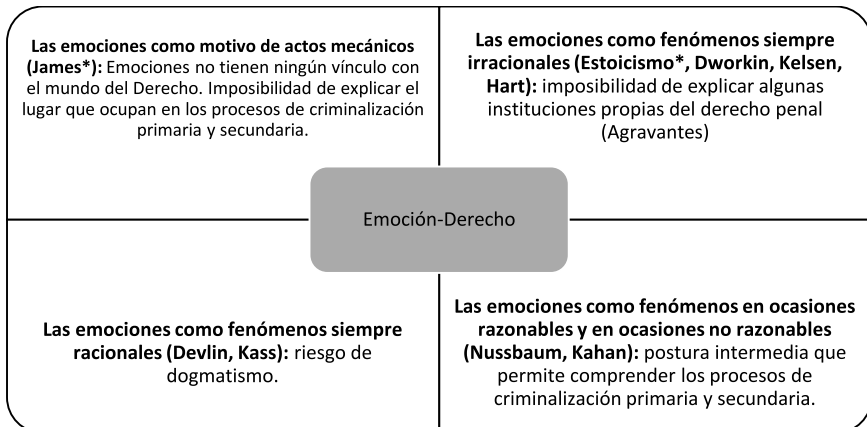 Las emociones como motivo de actos mecánicos
(James*): Emociones no tienen ningún vínculo con
el mundo del Derecho. Imposibilidad de explicar el
lugar que ocupan en los procesos de criminalización
primaria y secundaria.
Las emociones como fenómenos siempre
irracionales (Estoicismo*, Dworkin, Kelsen,
Hart): imposibilidad de explicar algunas
instituciones propias del derecho penal
(Agravantes)
Emoción-Derecho
Las emociones como fenómenos siempre
racionales (Devlin, Kass): riesgo de
dogmatismo.
Las emociones como fenómenos en ocasiones
razonables y en ocasiones no razonables
(Nussbaum, Kahan): postura intermedia que
permite comprender los procesos de
criminalización primaria y secundaria.